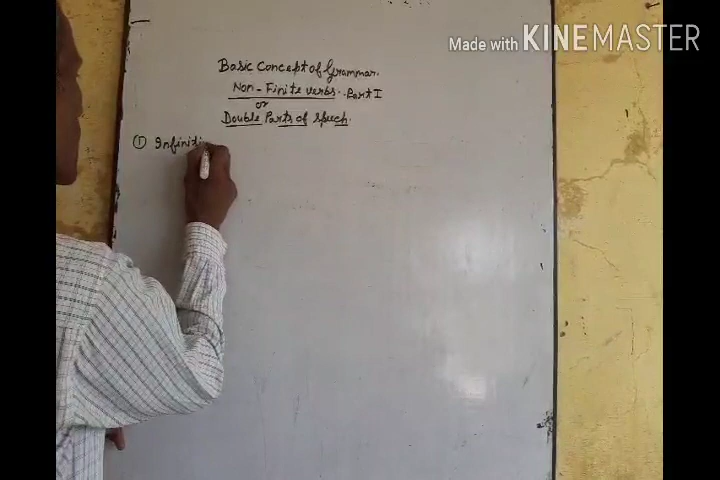 Made with KINEMASTER
Basic Concept of Grammar.
Non-Finite verbs. Part I
or
Double Parts of speech.
① Infiniti